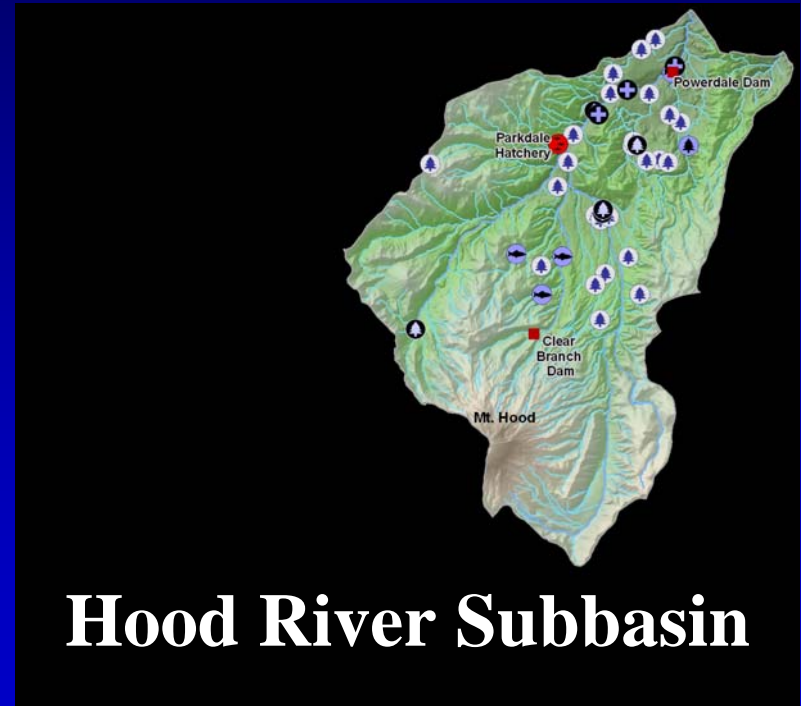 Powerdale Dam
Parkdale
Hatchery
Clear
Branch
Dam
Mt. Hood
Hood River Subbasin